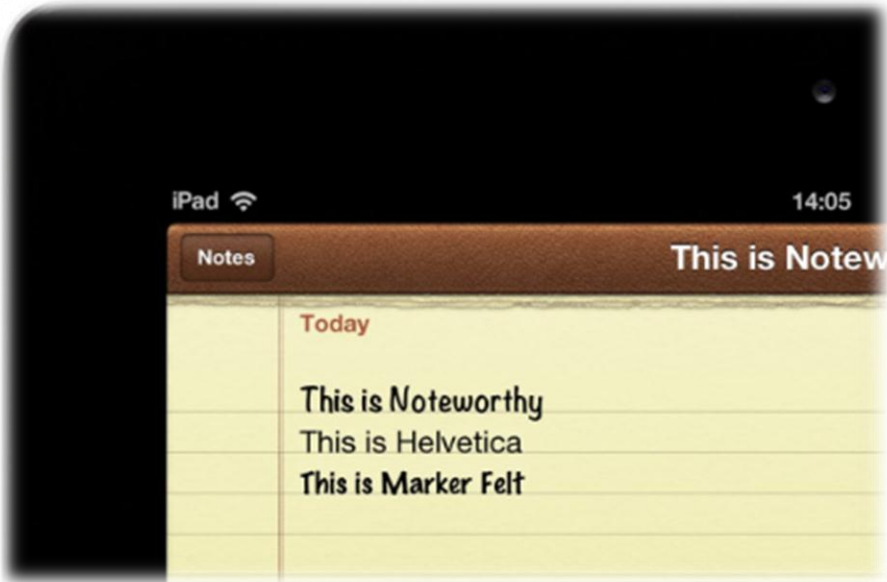 iPad 14:05
Notes This is Notew
Today
This is Noteworthy
This is Helvetica
This is Marker Felt